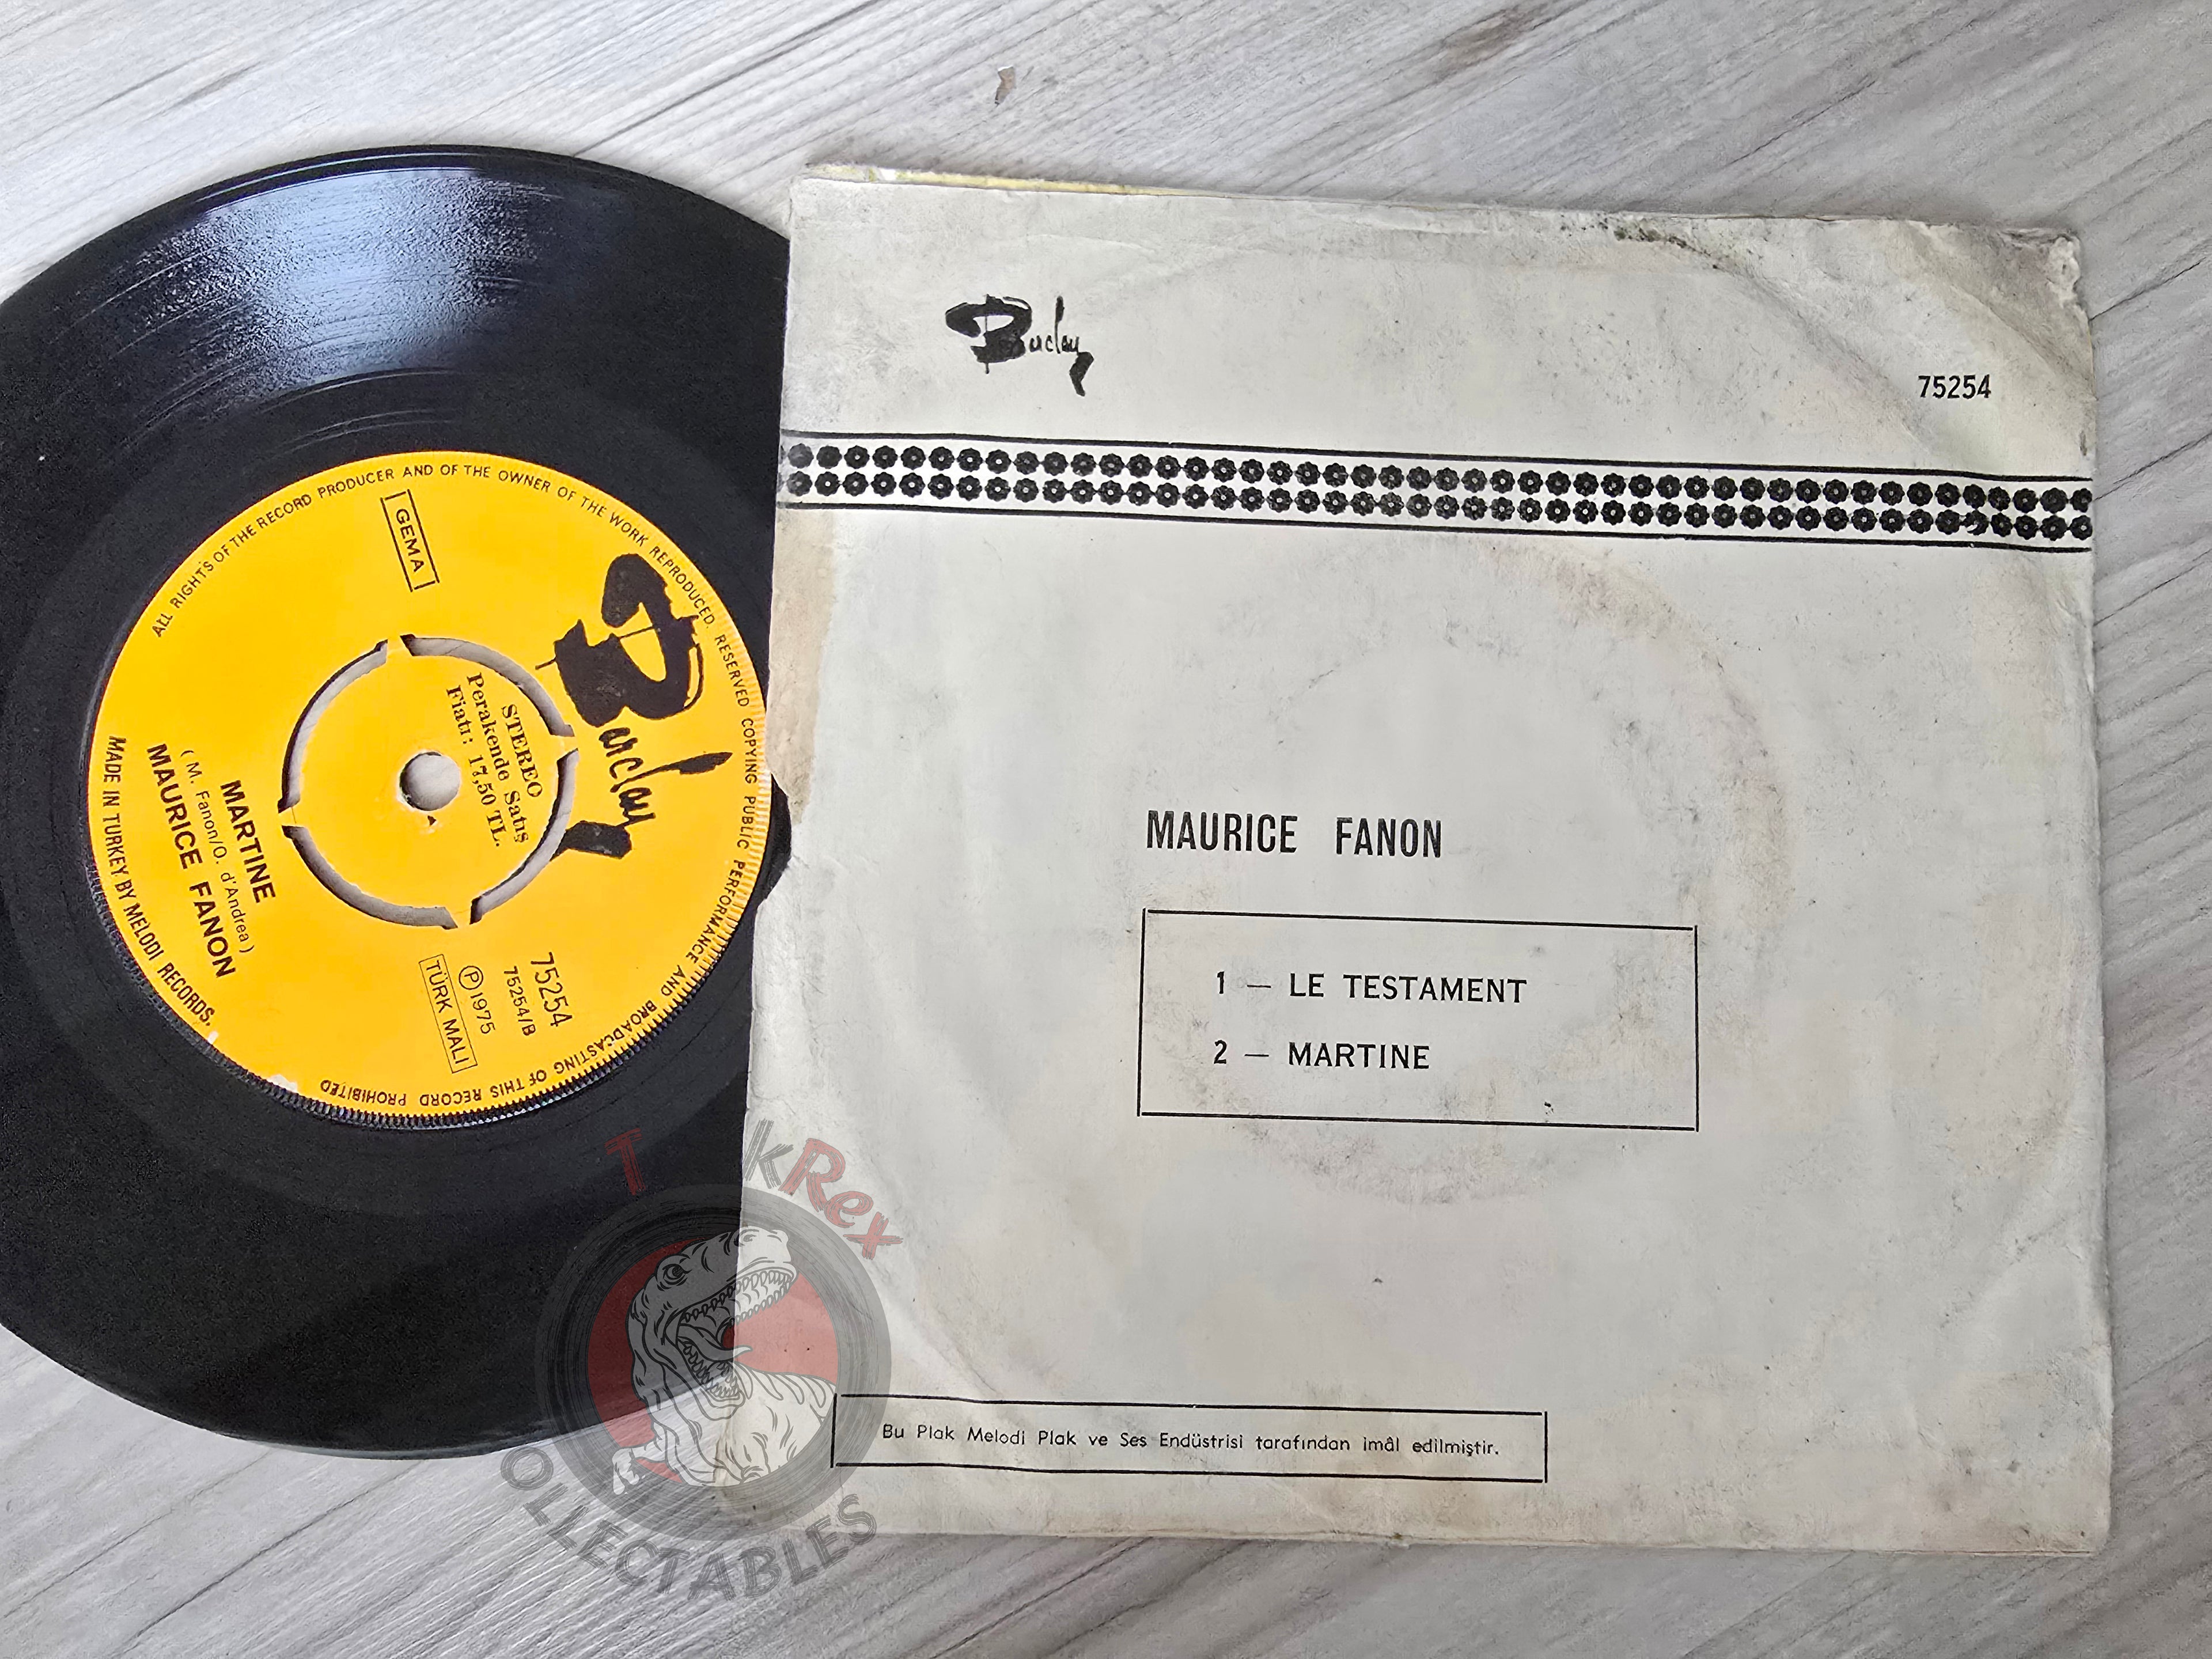 ALL RIGHTS OF THE RECORD PRODUCER AND OF THE OWNER OF THE WORK REPRODUCED. RESERVED COPYING PUBLIC PERFORMANCE AND BROADCASTING OF THIS RECORD PROHIBITED
GEMA
Barclay
STEREO
Perakende Satış
Fiatı: 17,50 TL.
75254
75254/B
Ⓟ1975
TÜRK MALI
MARTINE
( M. Fanon/O. d'Andrea )
MAURICE FANON
MADE IN TURKEY BY MELODI RECORDS.
Barclay
75254
MAURICE FANON
1 — LE TESTAMENT
2 — MARTINE
Bu Plak Melodi Plak ve Ses Endüstrisi tarafından imâl edilmiştir.
T kRex
OLLECTABLES